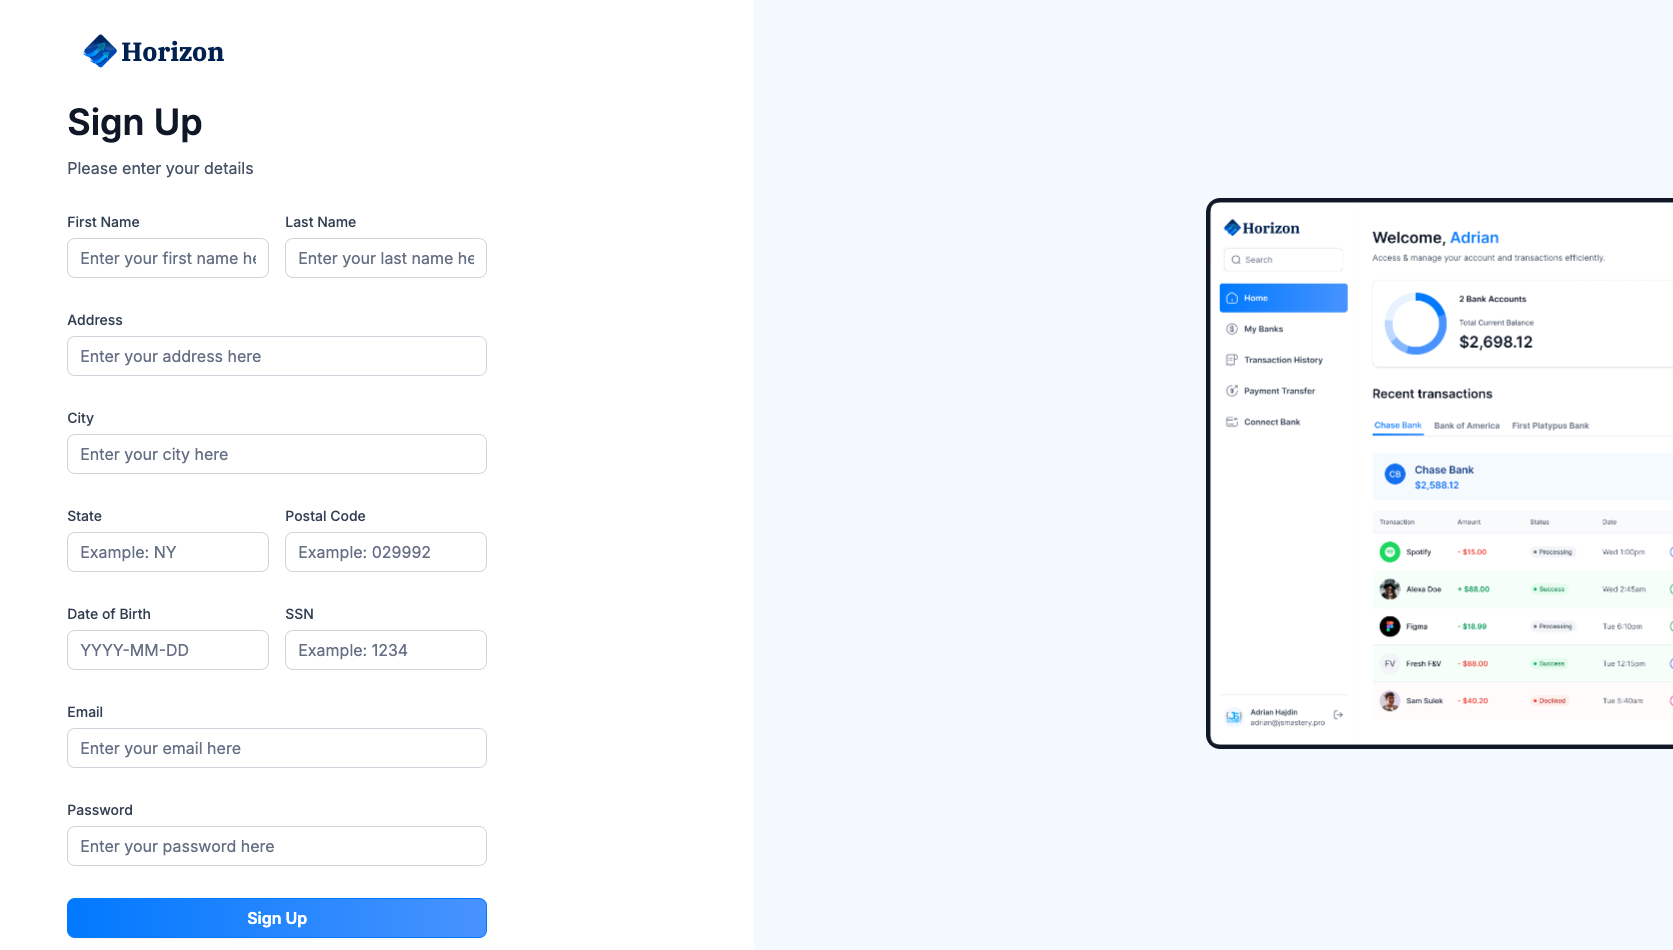 Horizon
Sign Up
Please enter your details
First Name
Last Name
Enter your first name he
Enter your last name he
Address
Enter your address here
City
Enter your city here
State
Postal Code
Example: NY
Example: 029992
Date of Birth
SSN
YYYY-MM-DD
Example: 1234
Email
Enter your email here
Password
Enter your password here
Sign Up
Horizon
Search
Home
My Banks
Transaction History
Payment Transfer
Connect Bank
Adrian Hajdin
adrian@jsmastery.pro
Welcome, Adrian
Access & manage your account and transactions efficiently.
2 Bank Accounts
Total Current Balance
$2,698.12
Recent transactions
Chase Bank Bank of America First Platypus Bank
CB
Chase Bank
$2,588.12
Transaction Amount Status Date
Spotify - $15.00 Processing Wed 1:00pm
Alexa Doe + $88.00 Success Wed 2:45am
Figma - $18.99 Processing Tue 6:10pm
FV Fresh F&V - $88.00 Success Tue 12:15pm
Sam Sulek - $40.20 Declined Tue 5:40am